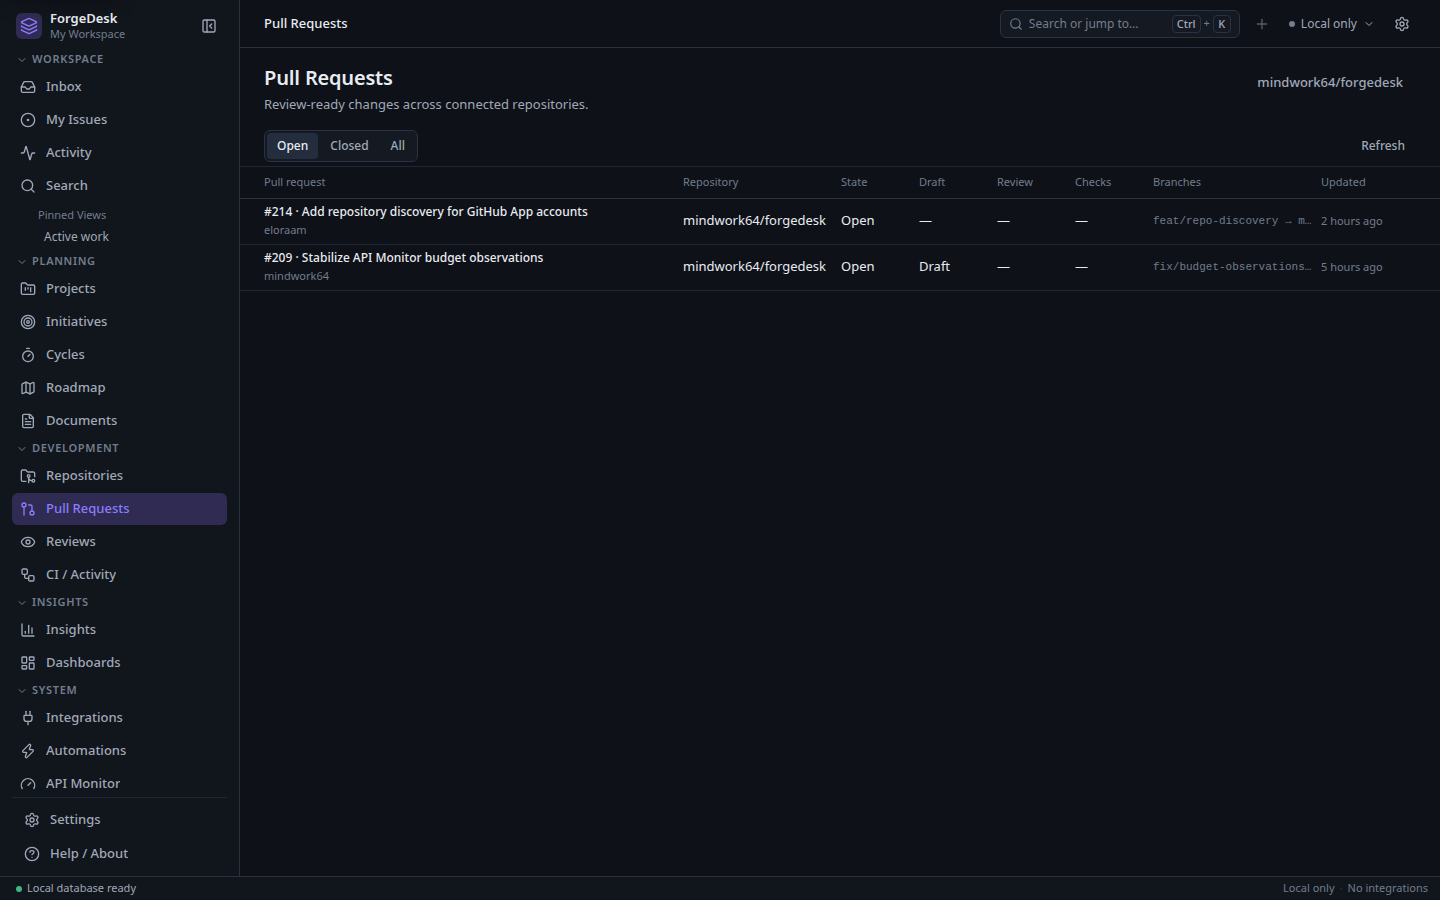 ForgeDesk
My Workspace
WORKSPACE
Inbox
My Issues
Activity
Search
Pinned Views
Active work
PLANNING
Projects
Initiatives
Cycles
Roadmap
Documents
DEVELOPMENT
Repositories
Pull Requests
Reviews
CI / Activity
INSIGHTS
Insights
Dashboards
SYSTEM
Integrations
Automations
API Monitor
Settings
Help / About
Pull Requests
Search or jump to... Ctrl + K
Local only
Pull Requests
Review-ready changes across connected repositories.
mindwork64/forgedesk
Open Closed All
Refresh
Pull request Repository State Draft Review Checks Branches Updated
#214 · Add repository discovery for GitHub App accounts
eloraam
mindwork64/forgedesk Open — — — feat/repo-discovery → m… 2 hours ago
#209 · Stabilize API Monitor budget observations
mindwork64
mindwork64/forgedesk Open Draft — — fix/budget-observations… 5 hours ago
Local database ready
Local only · No integrations